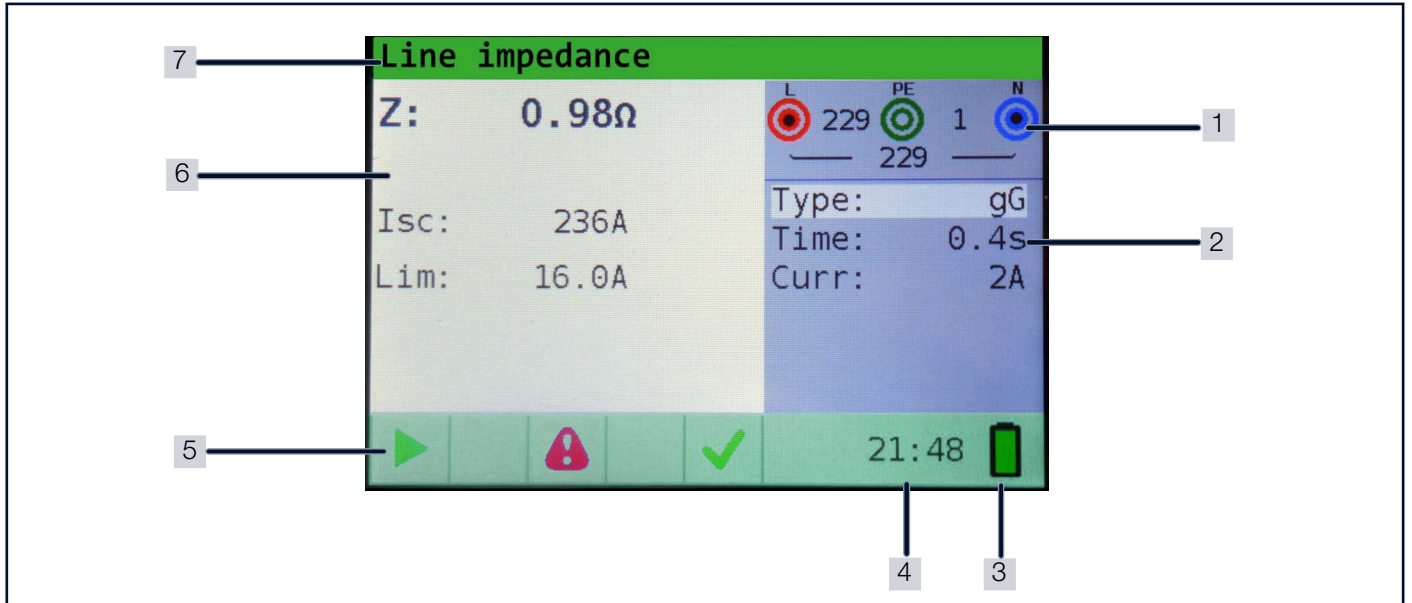 7
Line impedance
Z: 0.98Ω
L PE N
229 1
229
1
6
Isc: 236A
Lim: 16.0A
Type: gG
Time: 0.4s
Curr: 2A
2
5
21:48
4 3